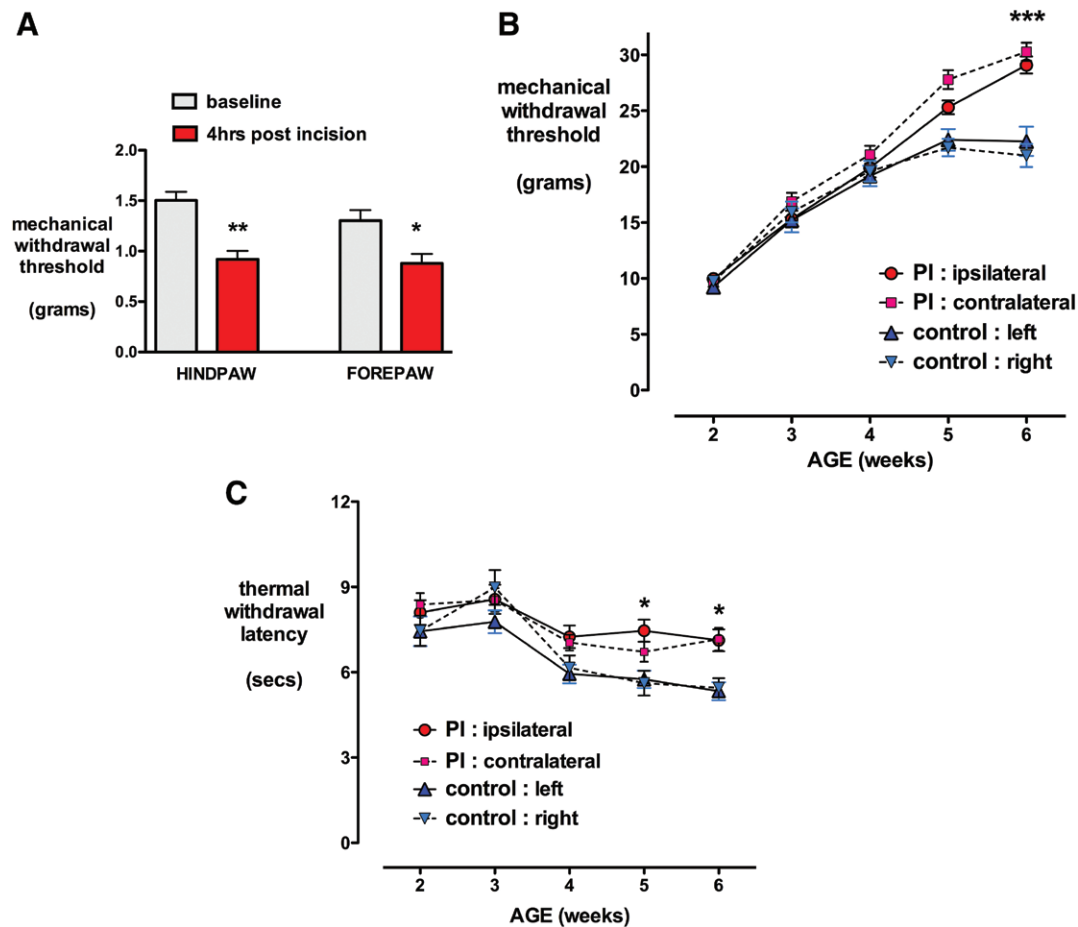 A
baseline
4hrs post incision
2.0
1.5
1.0
0.5
0.0
mechanical
withdrawal
threshold
(grams)
**
*
HINDPAW
FOREPAW
B
***
mechanical
withdrawal
threshold
(grams)
30
25
20
15
10
5
0
PI : ipsilateral
PI : contralateral
control : left
control : right
2 3 4 5 6
AGE (weeks)
C
12
9
6
3
0
thermal
withdrawal
latency
(secs)
* *
PI : ipsilateral
PI : contralateral
control : left
control : right
2 3 4 5 6
AGE (weeks)